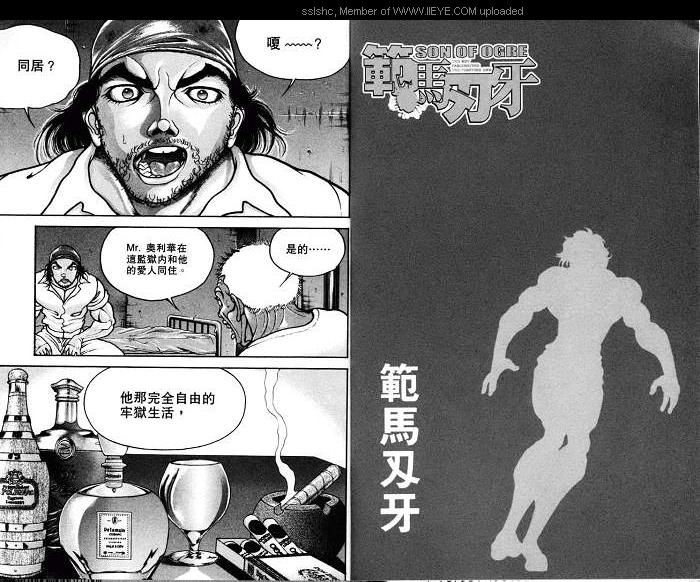 sslshc, Member of WWW.IIEYE.COM uploaded
SON OF OGRE
範馬刃牙
範馬刃牙
嗄~~~~?
同居?
是的……
Mr. 奧利華在
這監獄內和他
的愛人同住。
他那完全自由的
牢獄生活，
Delamain
COGNAC